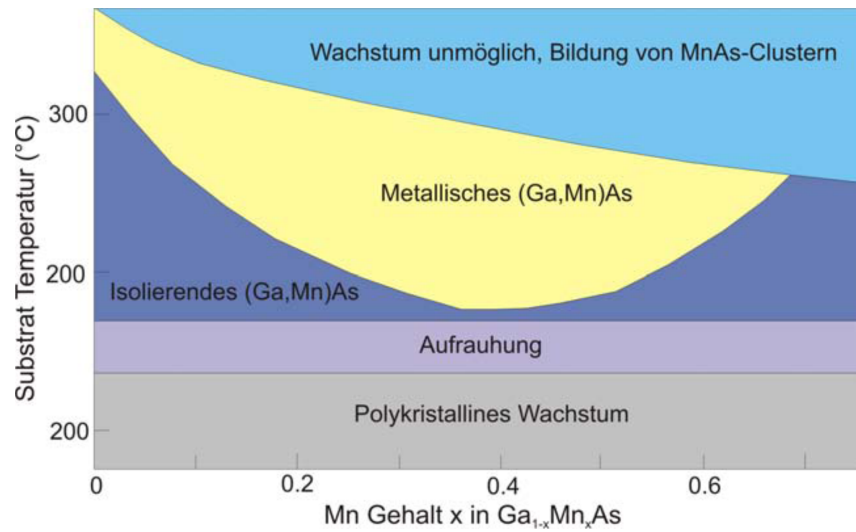 Wachstum unmöglich, Bildung von MnAs-Clustern
300
Metallisches (Ga,Mn)As
Substrat Temperatur (°C)
200
Isolierendes (Ga,Mn)As
Aufrauhung
Polykristallines Wachstum
200
0
0.2
0.4
0.6
Mn Gehalt x in Ga1-xMnxAs